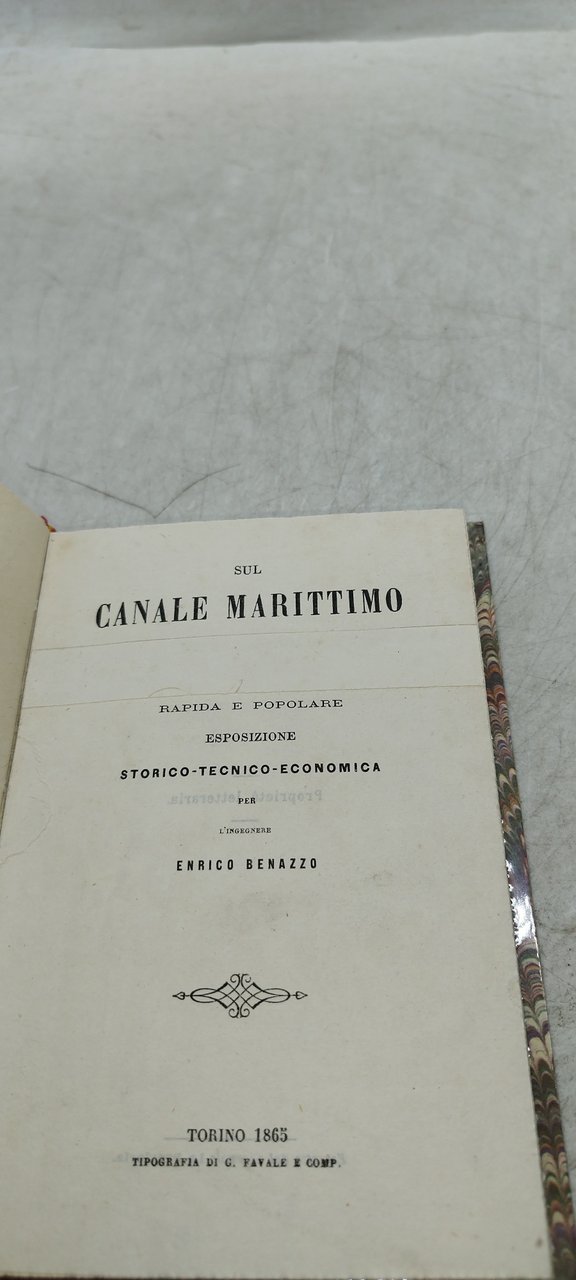 SUL
CANALE MARITTIMO
RAPIDA E POPOLARE
ESPOSIZIONE
STORICO-TECNICO-ECONOMICA
Proprietà letteraria.
PER
L'INGEGNERE
ENRICO BENAZZO
TORINO 1865
TIPOGRAFIA DI G. FAVALE E COMP.